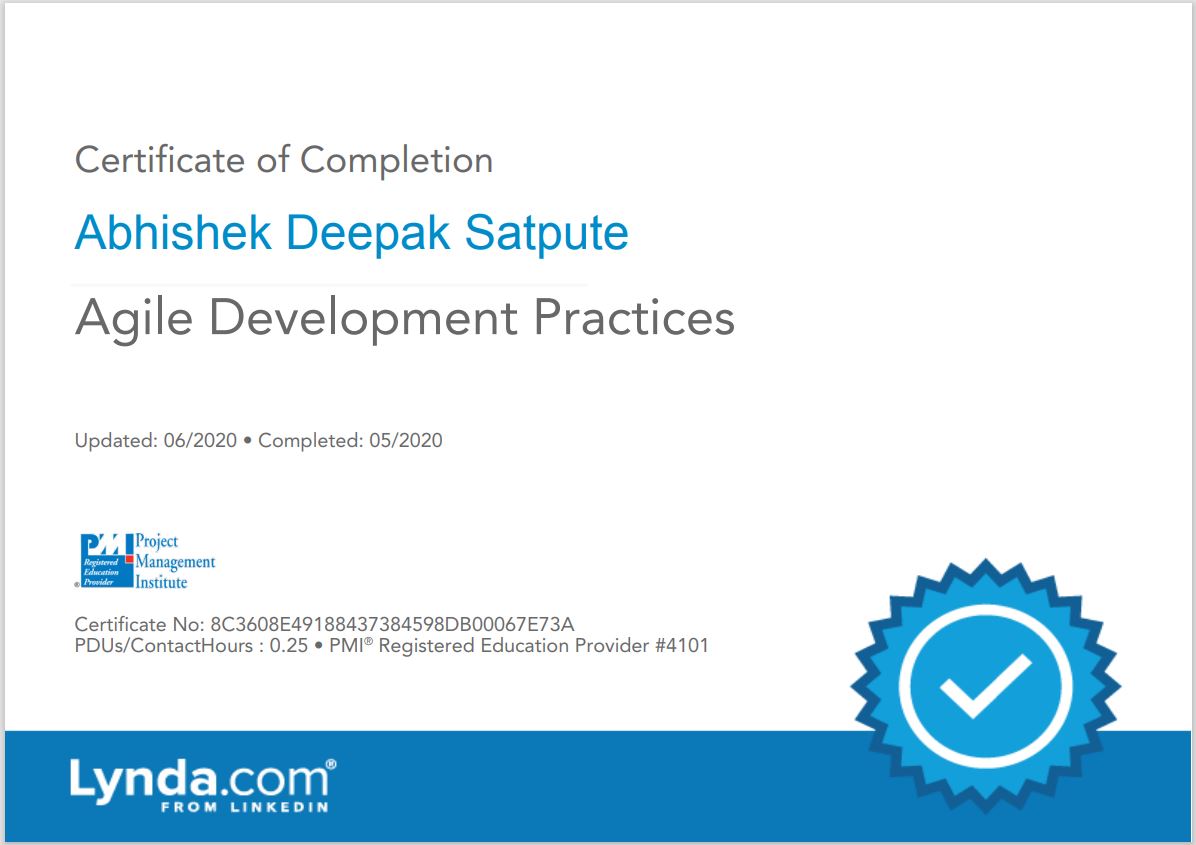 Certificate of Completion
Abhishek Deepak Satpute
Agile Development Practices
Updated: 06/2020 • Completed: 05/2020
PMI
Registered
Education
Provider
®
Project
Management
Institute
Certificate No: 8C3608E49188437384598DB00067E73A
PDUs/ContactHours : 0.25 • PMI® Registered Education Provider #4101
Lynda.com®
FROM LINKEDIN